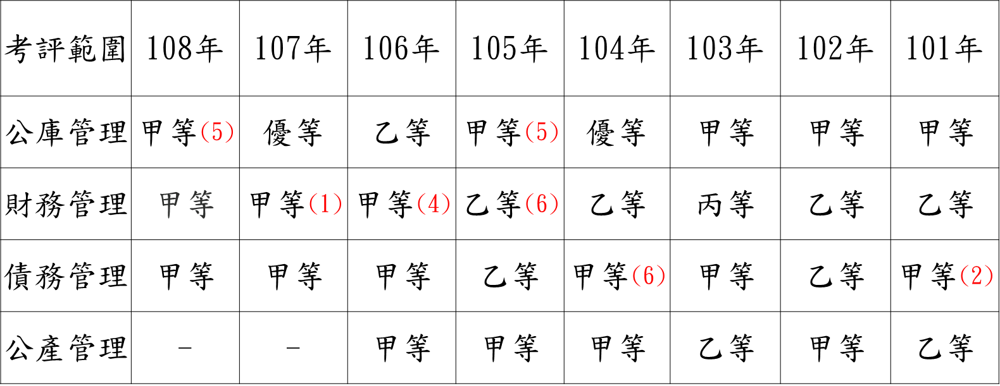 考評範圍 108年 107年 106年 105年 104年 103年 102年 101年
公庫管理 甲等(5) 優等 乙等 甲等(5) 優等 甲等 甲等 甲等
財務管理 甲等 甲等(1) 甲等(4) 乙等(6) 乙等 丙等 乙等 乙等
債務管理 甲等 甲等 甲等 乙等 甲等(6) 甲等 乙等 甲等(2)
公產管理 - - 甲等 甲等 甲等 乙等 甲等 乙等